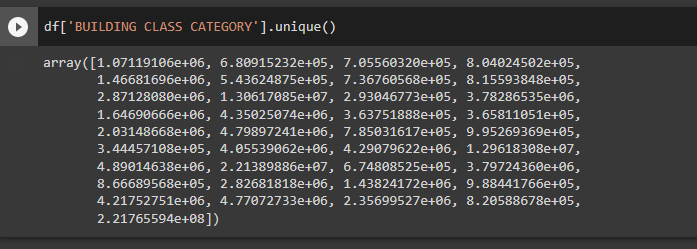 df['BUILDING CLASS CATEGORY'].unique()
array([1.07119106e+06, 6.80915232e+05, 7.05560320e+05, 8.04024502e+05,
1.46681696e+06, 5.43624875e+05, 7.36760568e+05, 8.15593848e+05,
2.87128080e+06, 1.30617085e+07, 2.93046773e+05, 3.78286535e+06,
1.64690666e+06, 4.35025074e+06, 3.63751888e+05, 3.65811051e+05,
2.03148668e+06, 4.79897241e+06, 7.85031617e+05, 9.95269369e+05,
3.44457108e+05, 4.05539062e+06, 4.29079622e+06, 1.29618308e+07,
4.89014638e+06, 2.21389886e+07, 6.74808525e+05, 3.79724360e+06,
8.66689568e+05, 2.82681818e+06, 1.43824172e+06, 9.88441766e+05,
4.21752751e+06, 4.77072733e+06, 2.35699527e+06, 8.20588678e+05,
2.21765594e+08])